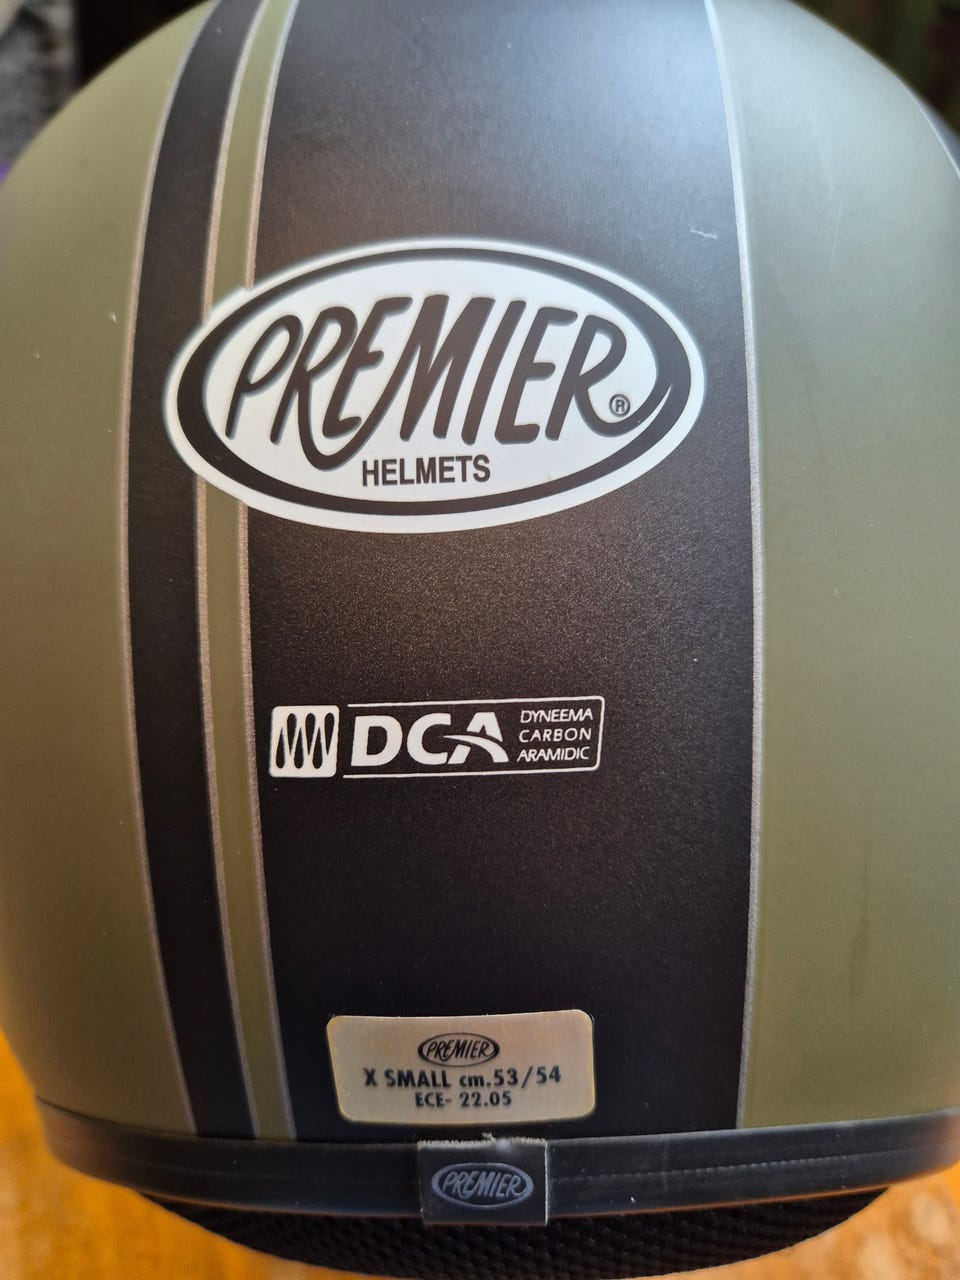 PREMIER ®
HELMETS
DCA
DYNEEMA
CARBON
ARAMIDIC
PREMIER
X SMALL cm.53/54
ECE- 22.05
PREMIER